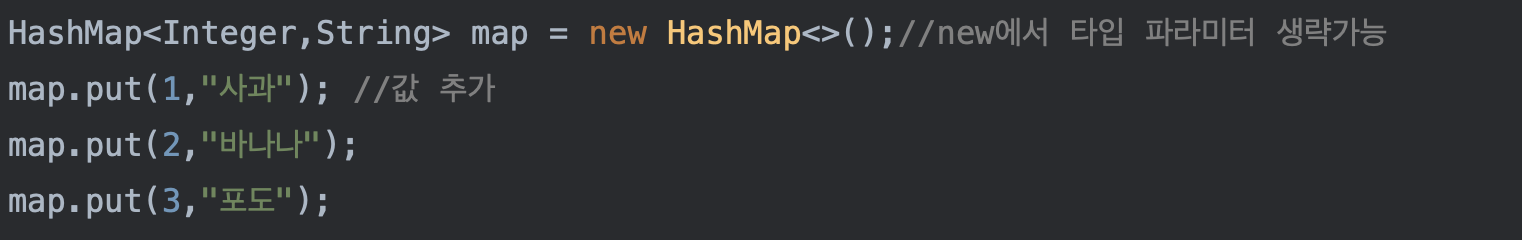 HashMap<Integer,String> map = new HashMap<>();//new에서 타입 파라미터 생략가능
map.put(1,"사과"); //값 추가
map.put(2,"바나나");
map.put(3,"포도");